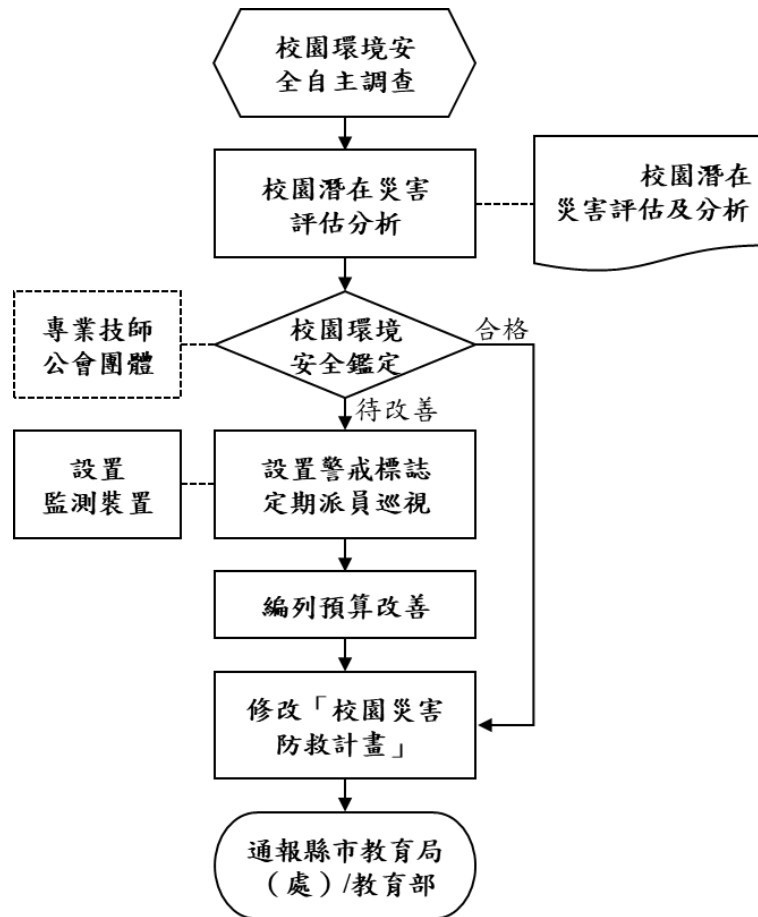 校園環境安
全自主調查
校園潛在災害
評估分析
校園潛在
災害評估及分析
專業技師
公會團體
校園環境
安全鑑定
合格
待改善
設置
監測裝置
設置警戒標誌
定期派員巡視
編列預算改善
修改「校園災害
防救計畫」
通報縣市教育局
（處）/教育部